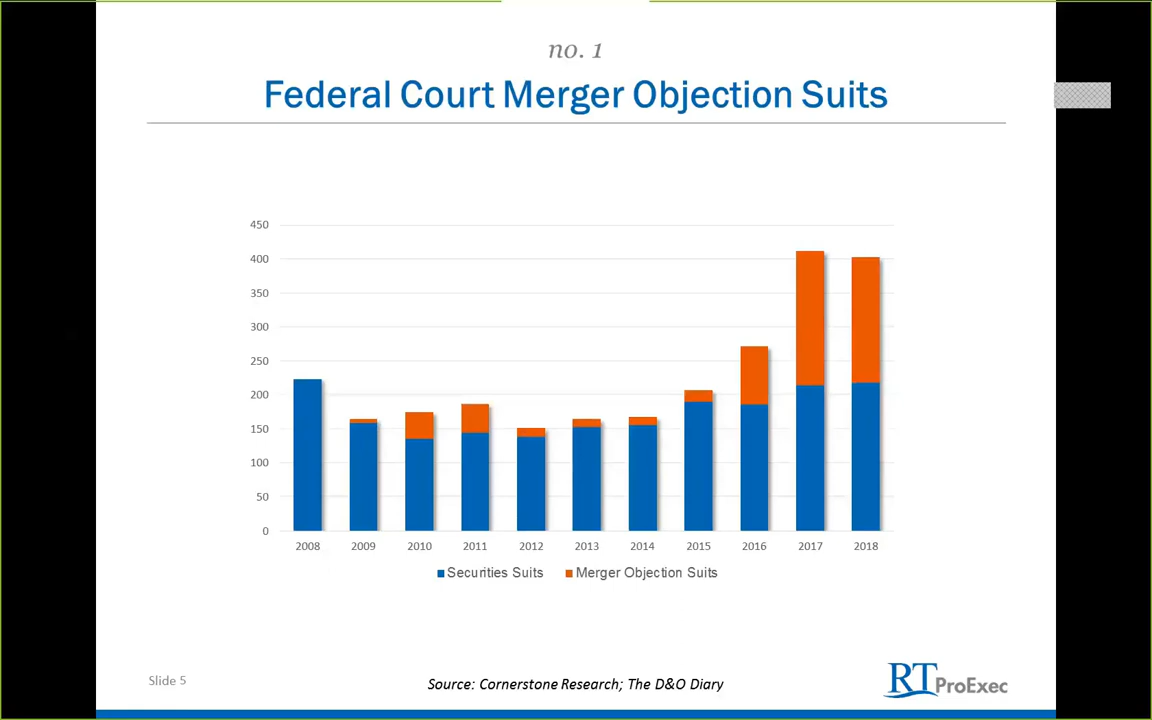 no. 1
Federal Court Merger Objection Suits
450
400
350
300
250
200
150
100
50
0
2008 2009 2010 2011 2012 2013 2014 2015 2016 2017 2018
Securities Suits Merger Objection Suits
Slide 5
Source: Cornerstone Research; The D&O Diary
RT ProExec